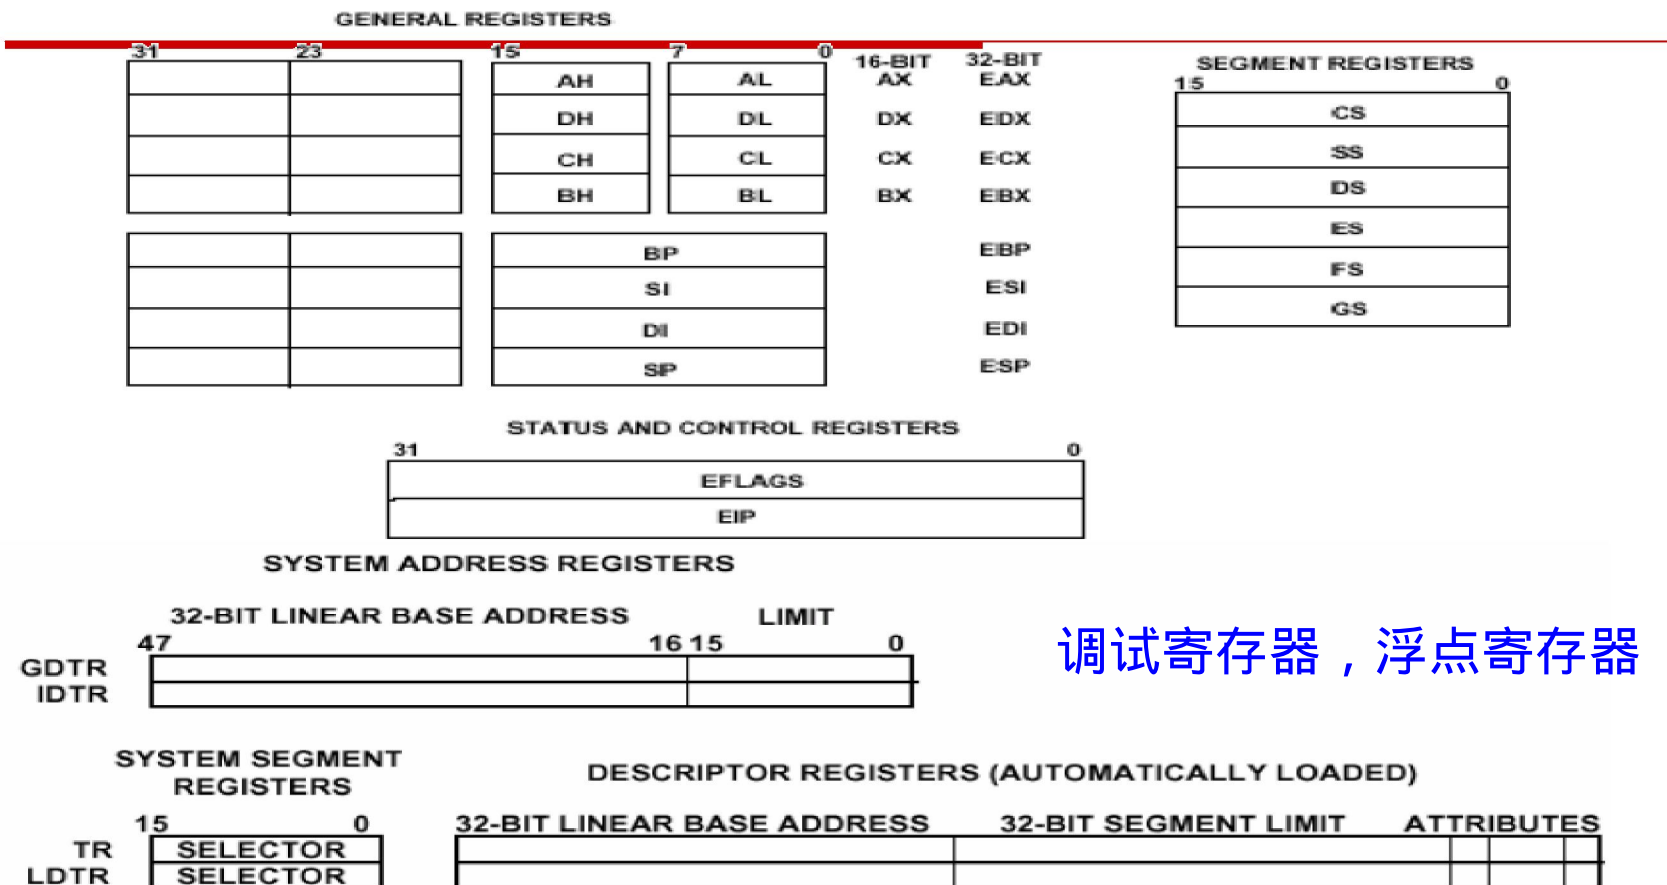 GENERAL REGISTERS
31 23 15 7 0 16-BIT 32-BIT
AH AL AX EAX
DH DL DX EDX
CH CL CX ECX
BH BL BX EBX
BP EBP
SI ESI
DI EDI
SP ESP
SEGMENT REGISTERS
15 0
CS
SS
DS
ES
FS
GS
STATUS AND CONTROL REGISTERS
31 0
EFLAGS
EIP
SYSTEM ADDRESS REGISTERS
32-BIT LINEAR BASE ADDRESS LIMIT
47 16 15 0
GDTR
IDTR
调试寄存器，浮点寄存器
SYSTEM SEGMENT
REGISTERS
15 0
TR SELECTOR
LDTR SELECTOR
DESCRIPTOR REGISTERS (AUTOMATICALLY LOADED)
32-BIT LINEAR BASE ADDRESS 32-BIT SEGMENT LIMIT ATTRIBUTES